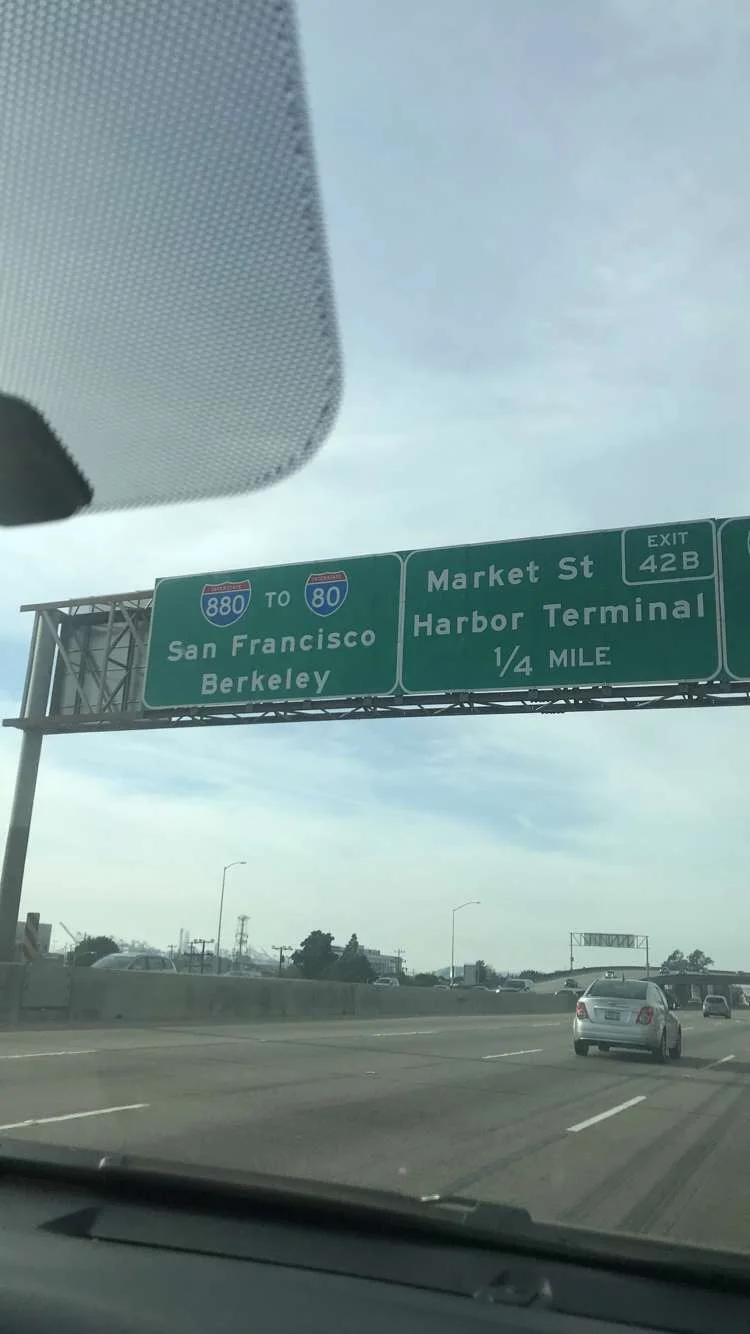 INTERSTATE 880 TO INTERSTATE 80
San Francisco
Berkeley
EXIT 42B
Market St
Harbor Terminal
1/4 MILE